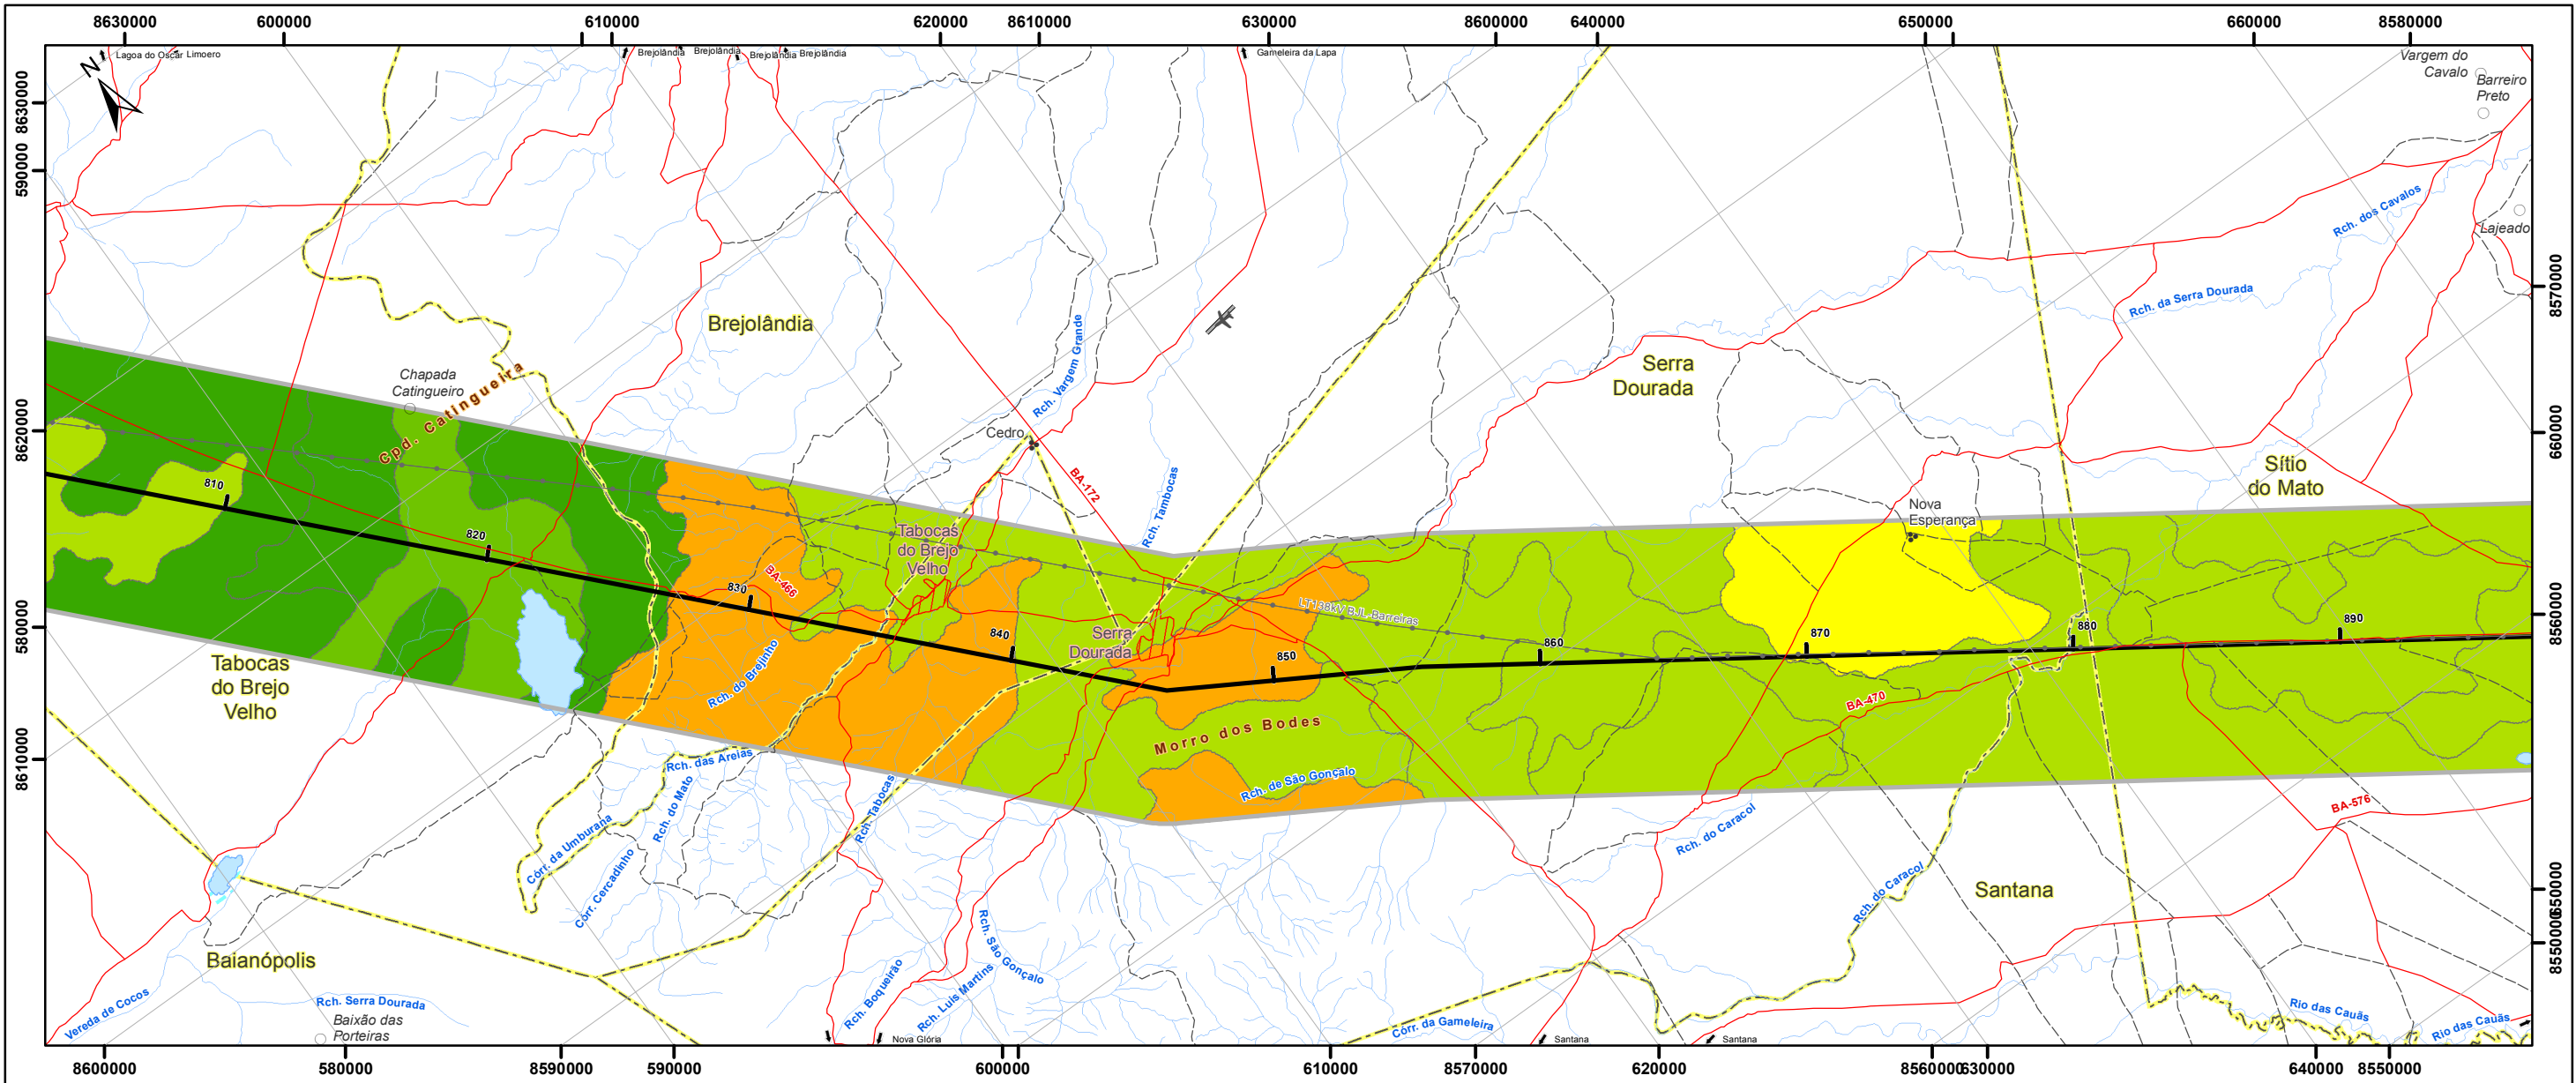 8630000 600000 610000 620000 8610000 630000 8600000 640000 650000 660000 8580000
Lagoa do Oscar Limoero
Brejolândia
Brejolândia
Brejolândia
Brejolândia
Gameleira da Lapa
Vargem do
Cavalo
Barreiro
Preto
N
8630000
590000
8620000
580000
8610000
Rch. dos Cavalos
Lajeado
Rch. da Serra Dourada
8570000
8560000
Brejolândia
Rch. Vargem Grande
Serra
Dourada
Chapada
Catingueiro
Cpd. Catingueira
Cedro
BA-172
Rch. Tambocas
Sítio
do Mato
810
820
830
BA-466
Tabocas
do Brejo
Velho
840
Serra
Dourada
850
LT138kV BJL-Barreiras
860
870
Nova
Esperança
880
890
8560000
Tabocas
do Brejo
Velho
Rch. do Brejinho
BA-470
Morro dos Bodes
Rch. das Areias
Rch. do Mato
Rch. Tabocas
Rch. de São Gonçalo
Rch. do Caracol
BA-576
Córr. da Umburana
Córr. Cercadinho
Rch. do Caracol
Santana
650000
8550000
Baianópolis
Rch. São Gonçalo
Rch. Boqueirão
Rch. Luis Martins
Vereda de Cocos
Rch. Serra Dourada
Baixão das
Porteiras
Nova Glória
Córr. da Gameleira
Santana
Santana
Rio das Cauãs
Rio das Cauãs
8600000 580000 8590000 590000 600000 610000 8570000 620000 8560000 630000 640000 8550000